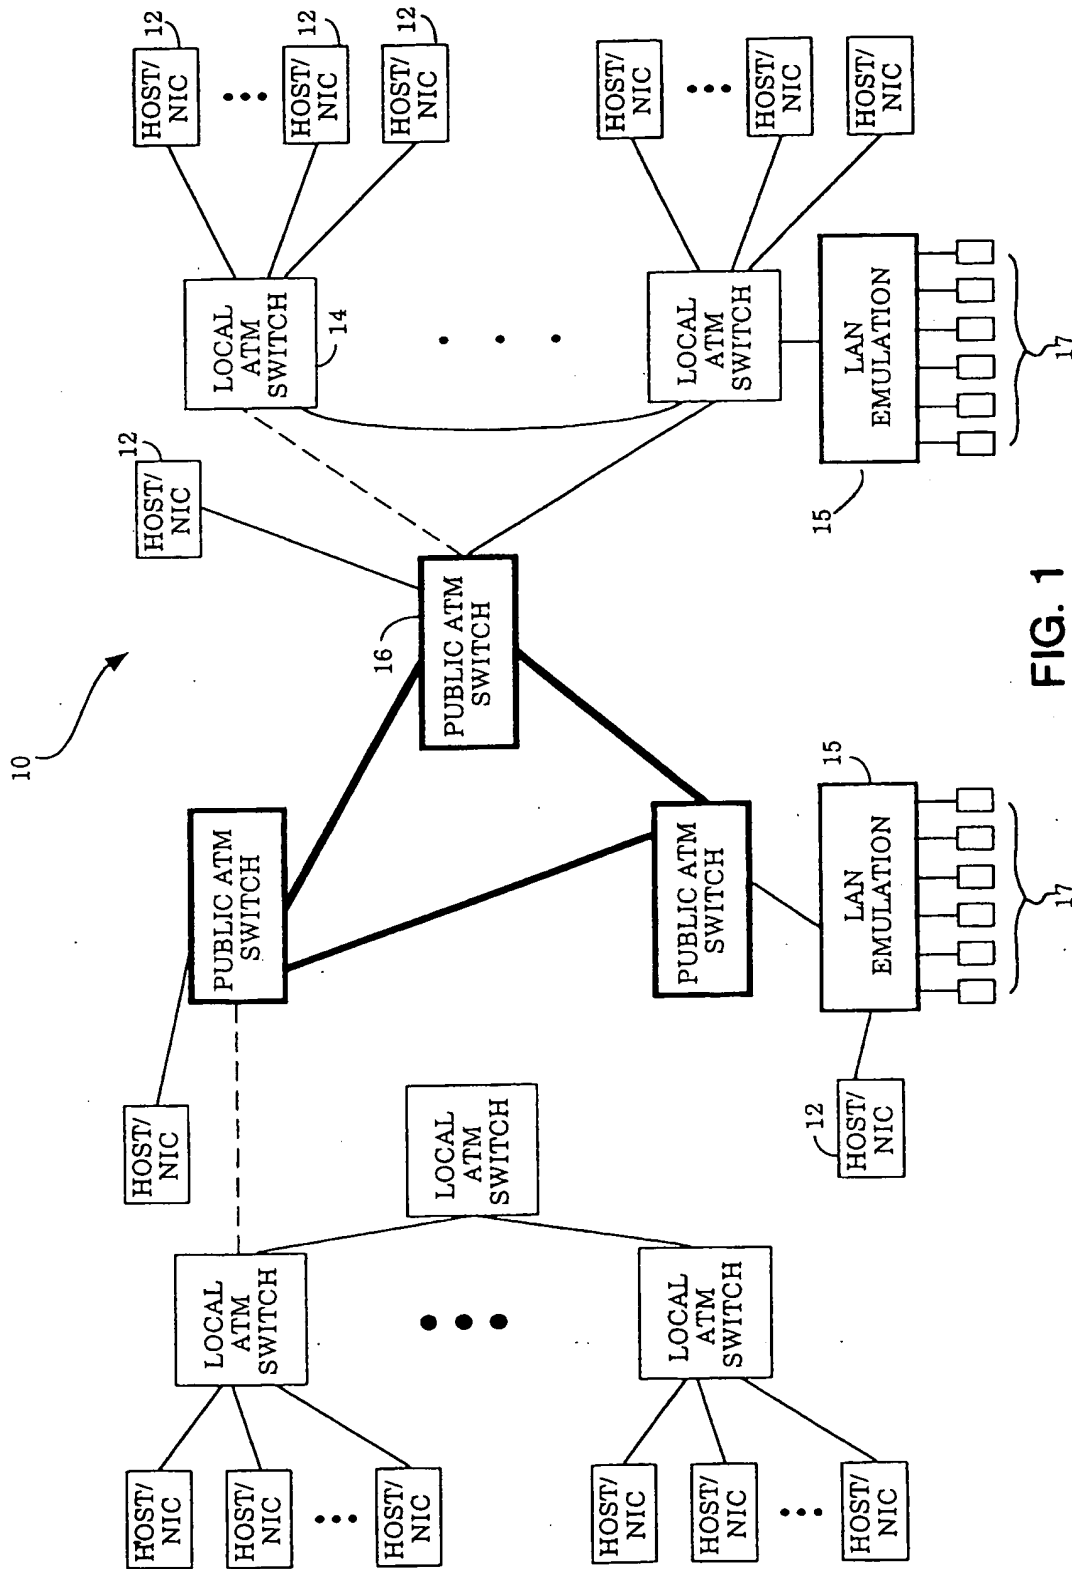 10
HOST/
NIC
HOST/
NIC
12
HOST/
NIC
12
HOST/
NIC
LOCAL
ATM
SWITCH
PUBLIC ATM
SWITCH
LOCAL
ATM
SWITCH
14
HOST/
NIC
12
HOST/
NIC
HOST/
NIC
12
HOST/
NIC
16
LOCAL
ATM
SWITCH
PUBLIC ATM
SWITCH
HOST/
NIC
HOST/
NIC
LOCAL
ATM
SWITCH
PUBLIC ATM
SWITCH
LOCAL
ATM
SWITCH
HOST/
NIC
HOST/
NIC
HOST/
NIC
HOST/
NIC
12
HOST/
NIC
15
LAN
EMULATION
15
LAN
EMULATION
17
17
FIG. 1